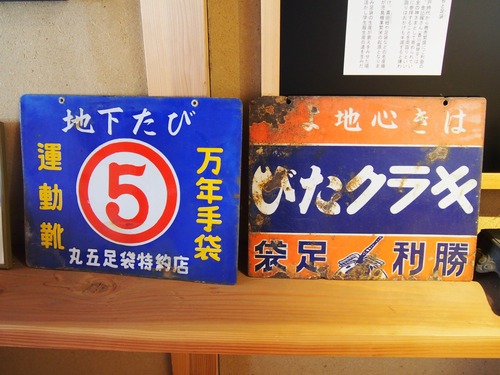 地下たび
万年手袋
5
運動靴
丸五足袋特約店
はき心地よ
キラクたび
勝利足袋